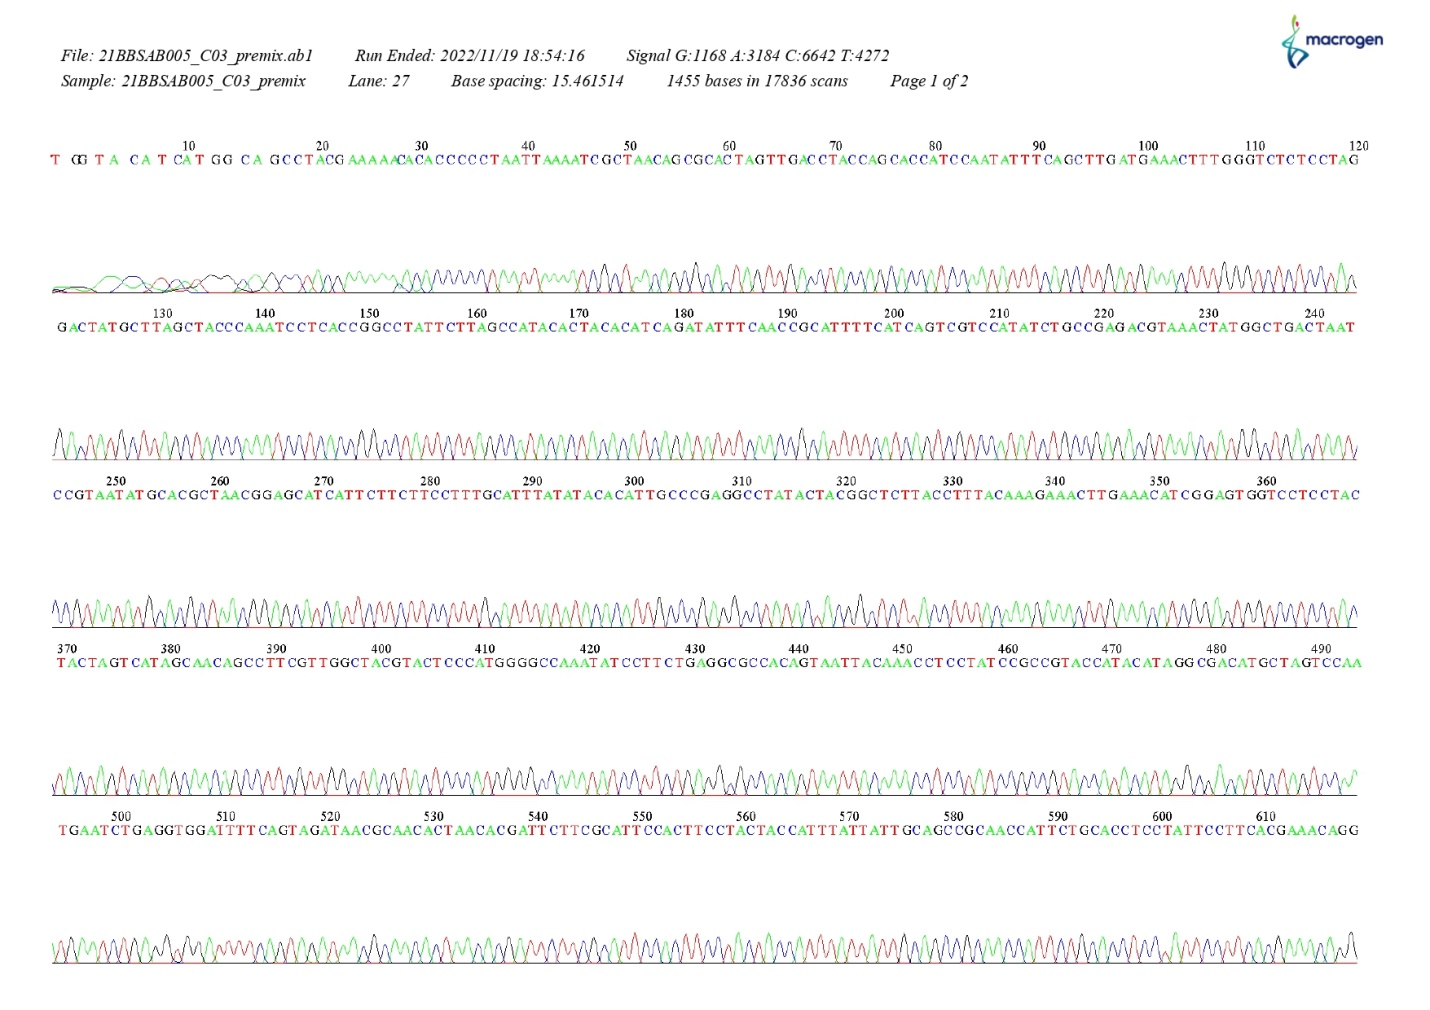 macrogen
File: 21BBSAB005_C03_premix.ab1 Run Ended: 2022/11/19 18:54:16 Signal G:1168 A:3184 C:6642 T:4272
Sample: 21BBSAB005_C03_premix Lane: 27 Base spacing: 15.461514 1455 bases in 17836 scans Page 1 of 2
10 20 30 40 50 60 70 80 90 100 110 120
T GG T A C A T C A T G G C A G C C T A C G AAAAACACACCCCCTAATTAAAATCGCTAACAGCGCACTAGTTGACCTACCAGCACCATCCAATATTTCAGCTTGATGAAACTTTGGGTCTCTCCTAG
130 140 150 160 170 180 190 200 210 220 230 240
GACTATGCTTAGCTACCCAAATCCTCACCGGCCTATTCTTAGCCATACACTACACATCAGATATTTCAACCGCATTTTCATCAGTCGTCCATATCTGCCGAGACGTAAACTATGGCTGACTAAT
250 260 270 280 290 300 310 320 330 340 350 360
CCGTAATATGCACGCTAACGGAGCATCATTCTTCTTCCTTTGCATTTATATACACATTGCCCGAGGCCTATACTACGGCTCTTACCTTTACAAAGAAACTTGAAACATCGGAGTGGTCCTCCTAC
370 380 390 400 410 420 430 440 450 460 470 480 490
TACTAGTCATAGCAACAGCCTTCGTTGGCTACGTACTCCCATGGGGCCAAATATCCTTCTGAGGCGCCACAGTAATTACAAACCTCCTATCCGCCGTACCATACATAGGCGACATGCTAGTCCAA
500 510 520 530 540 550 560 570 580 590 600 610
TGAATCTGAGGTGGATTTTCAGTAGATAACGCAACACTAACACGATTCTTCGCATTCCACTTCCTACTACCATTTATTATTGCAGCCGCAACCATTCTGCACCTCCTATTCCTTCACGAAACAGG